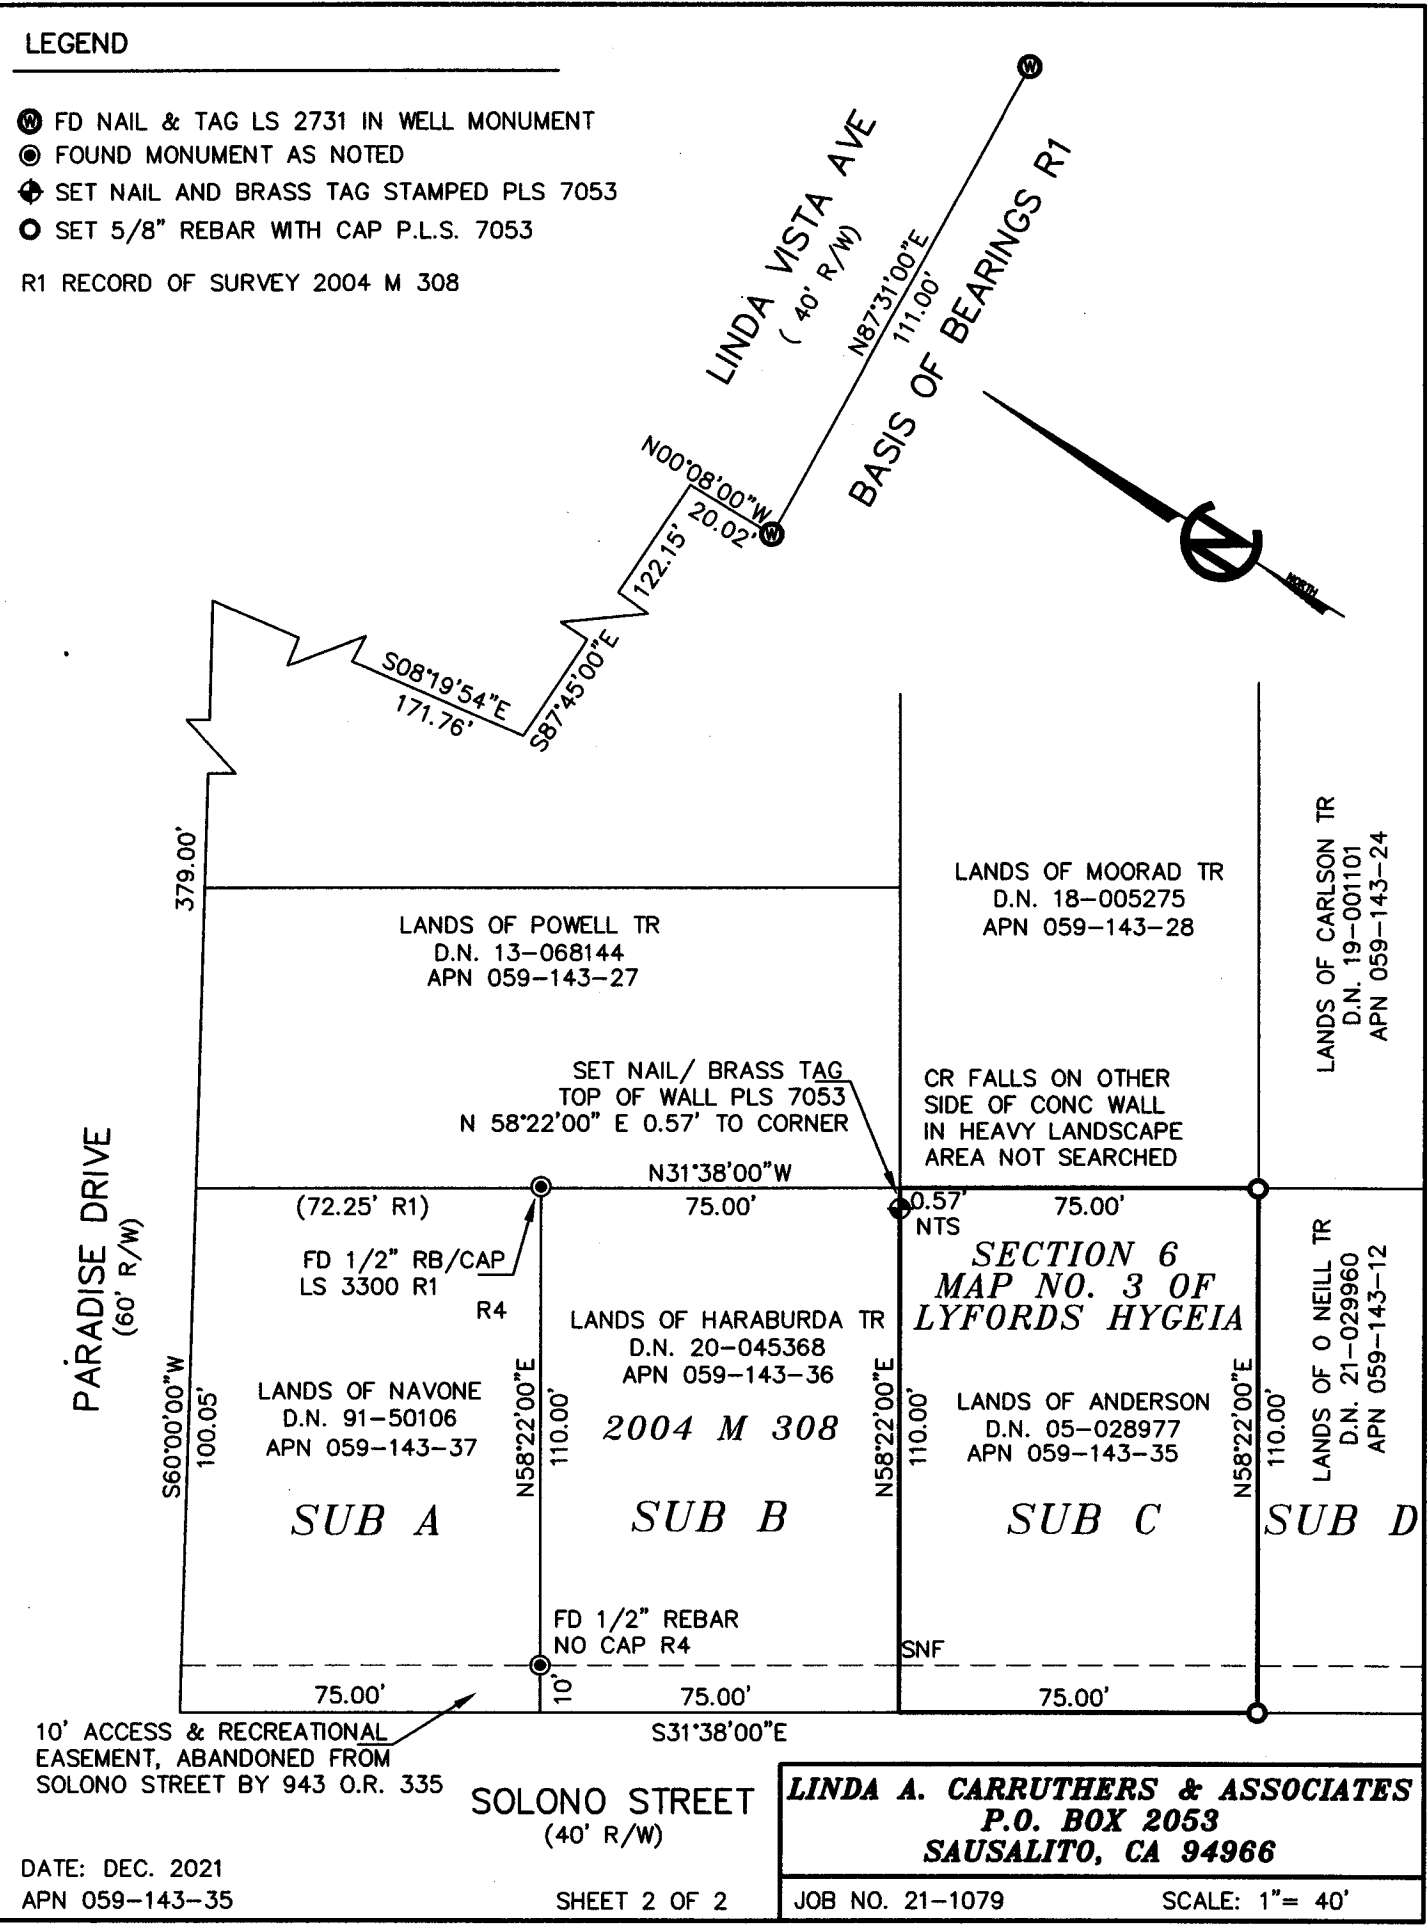 LEGEND
W FD NAIL & TAG LS 2731 IN WELL MONUMENT
FOUND MONUMENT AS NOTED
SET NAIL AND BRASS TAG STAMPED PLS 7053
SET 5/8" REBAR WITH CAP P.L.S. 7053
R1 RECORD OF SURVEY 2004 M 308
W
LINDA VISTA AVE
( 40' R/W)
N87°31'00"E
111.00'
BASIS OF BEARINGS R1
N00°08'00"W
20.02'
W
122.15'
S87°45'00"E
S08°19'54"E
171.76'
N
NORTH
379.00'
LANDS OF POWELL TR
D.N. 13-068144
APN 059-143-27
LANDS OF MOORAD TR
D.N. 18-005275
APN 059-143-28
LANDS OF CARLSON TR
D.N. 19-001101
APN 059-143-24
SET NAIL/ BRASS TAG
TOP OF WALL PLS 7053
N 58°22'00" E 0.57' TO CORNER
CR FALLS ON OTHER
SIDE OF CONC WALL
IN HEAVY LANDSCAPE
AREA NOT SEARCHED
PARADISE DRIVE
(60' R/W)
N31°38'00"W
(72.25' R1)
75.00'
0.57'
NTS
75.00'
FD 1/2" RB/CAP
LS 3300 R1
R4
SECTION 6
MAP NO. 3 OF
LYFORDS HYGEIA
LANDS OF HARABURDA TR
D.N. 20-045368
APN 059-143-36
2004 M 308
LANDS OF NAVONE
D.N. 91-50106
APN 059-143-37
LANDS OF ANDERSON
D.N. 05-028977
APN 059-143-35
LANDS OF O NEILL TR
D.N. 21-029960
APN 059-143-12
S60°00'00"W
100.05'
N58°22'00"E
110.00'
N58°22'00"E
110.00'
N58°22'00"E
110.00'
SUB A
SUB B
SUB C
SUB D
FD 1/2" REBAR
NO CAP R4
SNF
75.00'
10'
75.00'
75.00'
S31°38'00"E
10' ACCESS & RECREATIONAL
EASEMENT, ABANDONED FROM
SOLONO STREET BY 943 O.R. 335
SOLONO STREET
(40' R/W)
LINDA A. CARRUTHERS & ASSOCIATES
P.O. BOX 2053
SAUSALITO, CA 94966
DATE: DEC. 2021
APN 059-143-35
SHEET 2 OF 2
JOB NO. 21-1079
SCALE: 1"= 40'